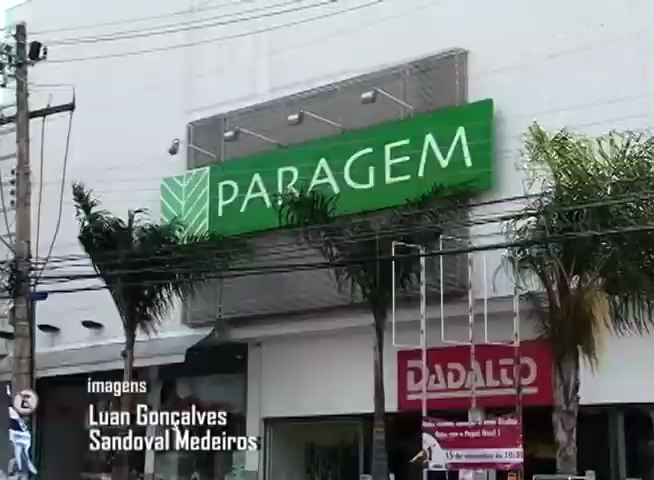 PARAGEM
DADALTO
imagens
Luan Gonçalves
Sandoval Medeiros